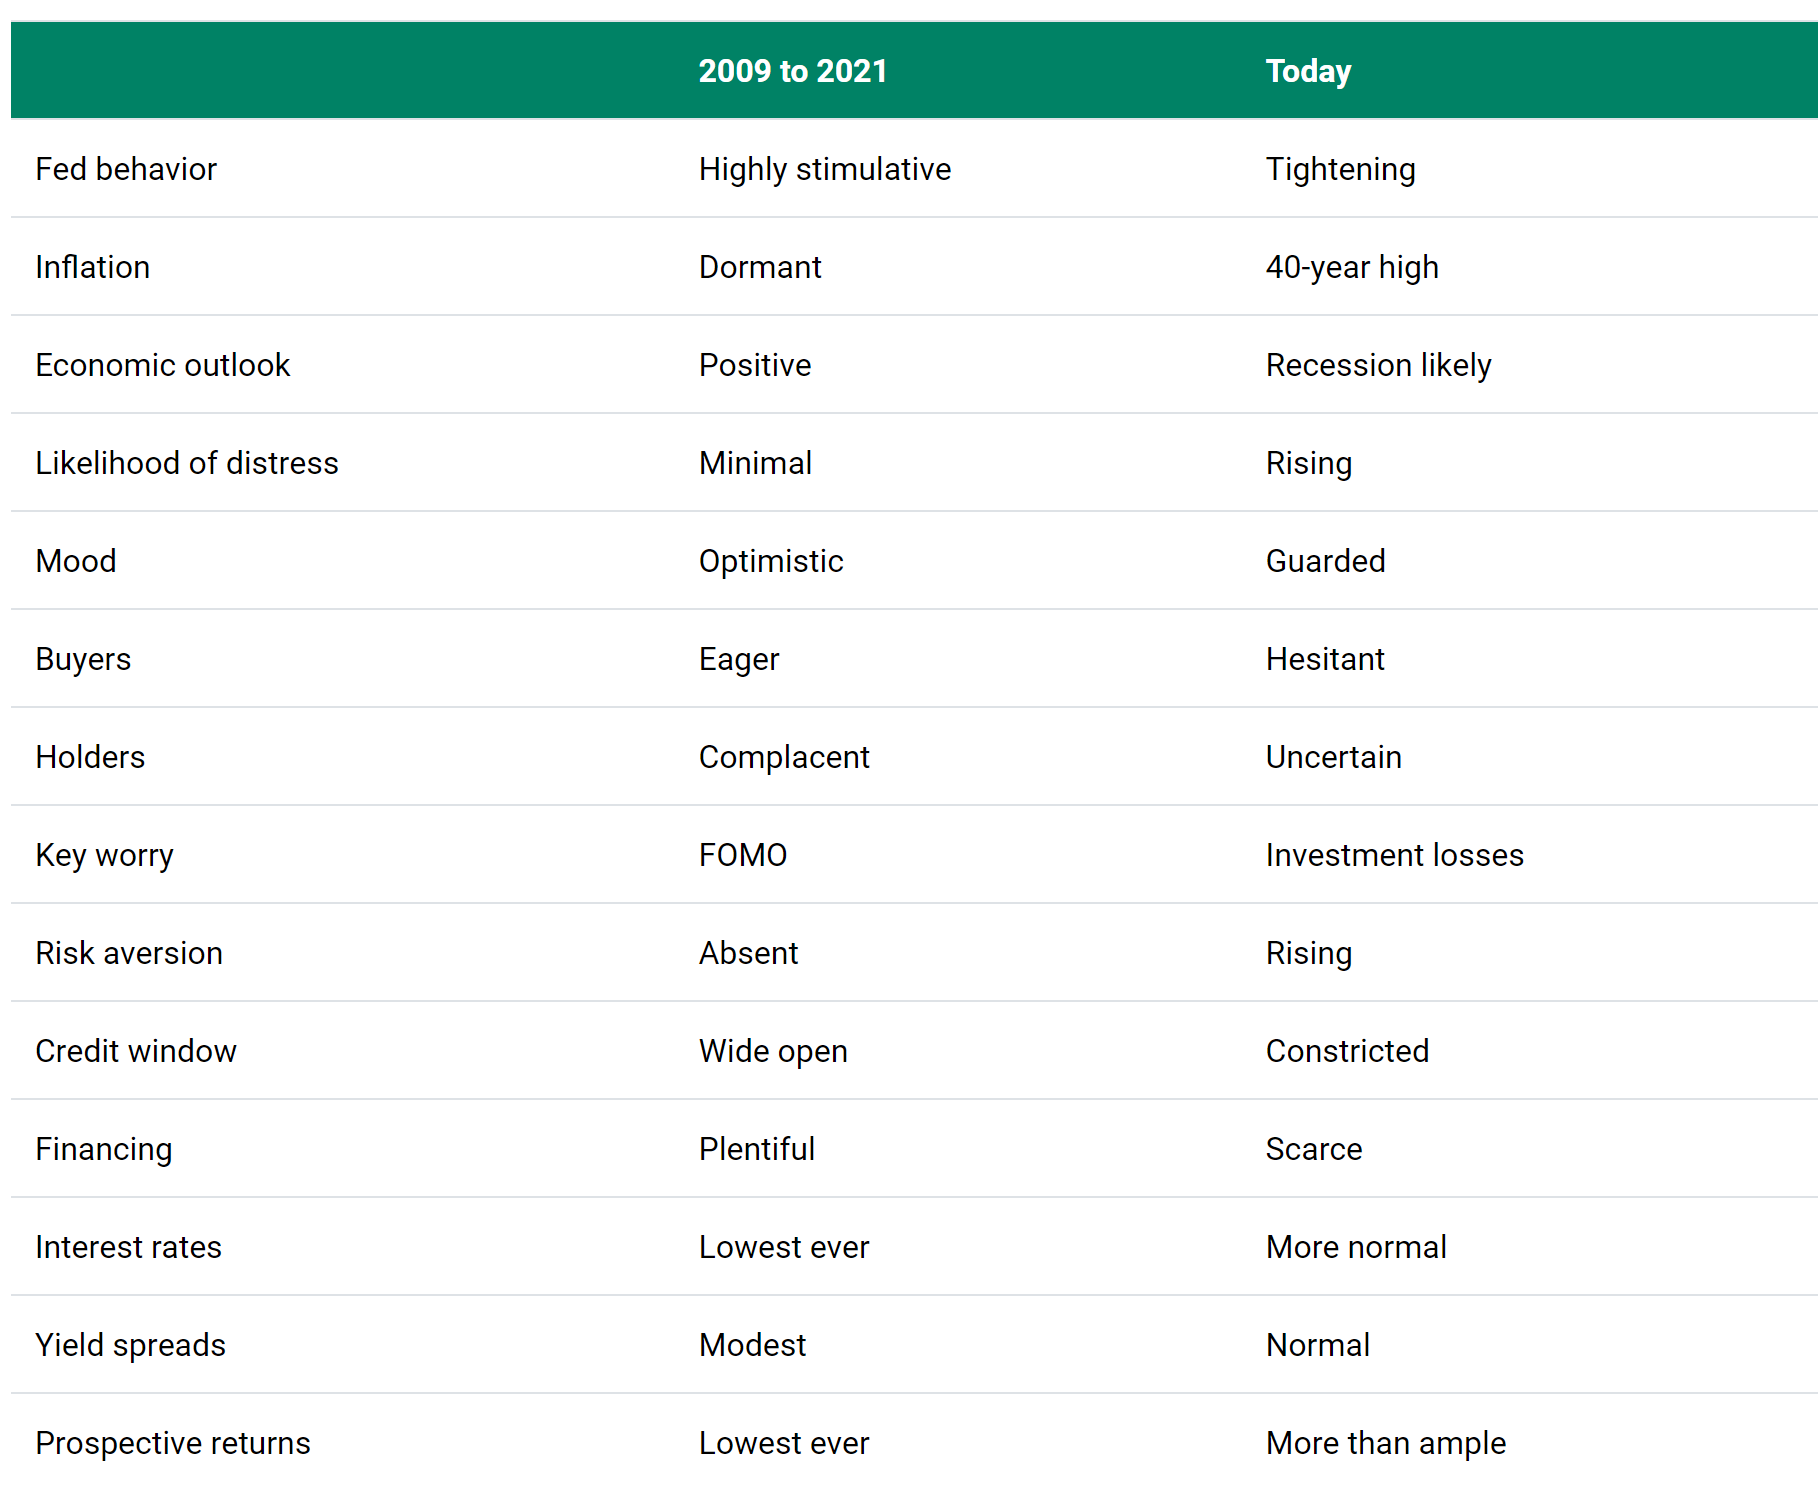 2009 to 2021 Today
Fed behavior Highly stimulative Tightening
Inflation Dormant 40-year high
Economic outlook Positive Recession likely
Likelihood of distress Minimal Rising
Mood Optimistic Guarded
Buyers Eager Hesitant
Holders Complacent Uncertain
Key worry FOMO Investment losses
Risk aversion Absent Rising
Credit window Wide open Constricted
Financing Plentiful Scarce
Interest rates Lowest ever More normal
Yield spreads Modest Normal
Prospective returns Lowest ever More than ample